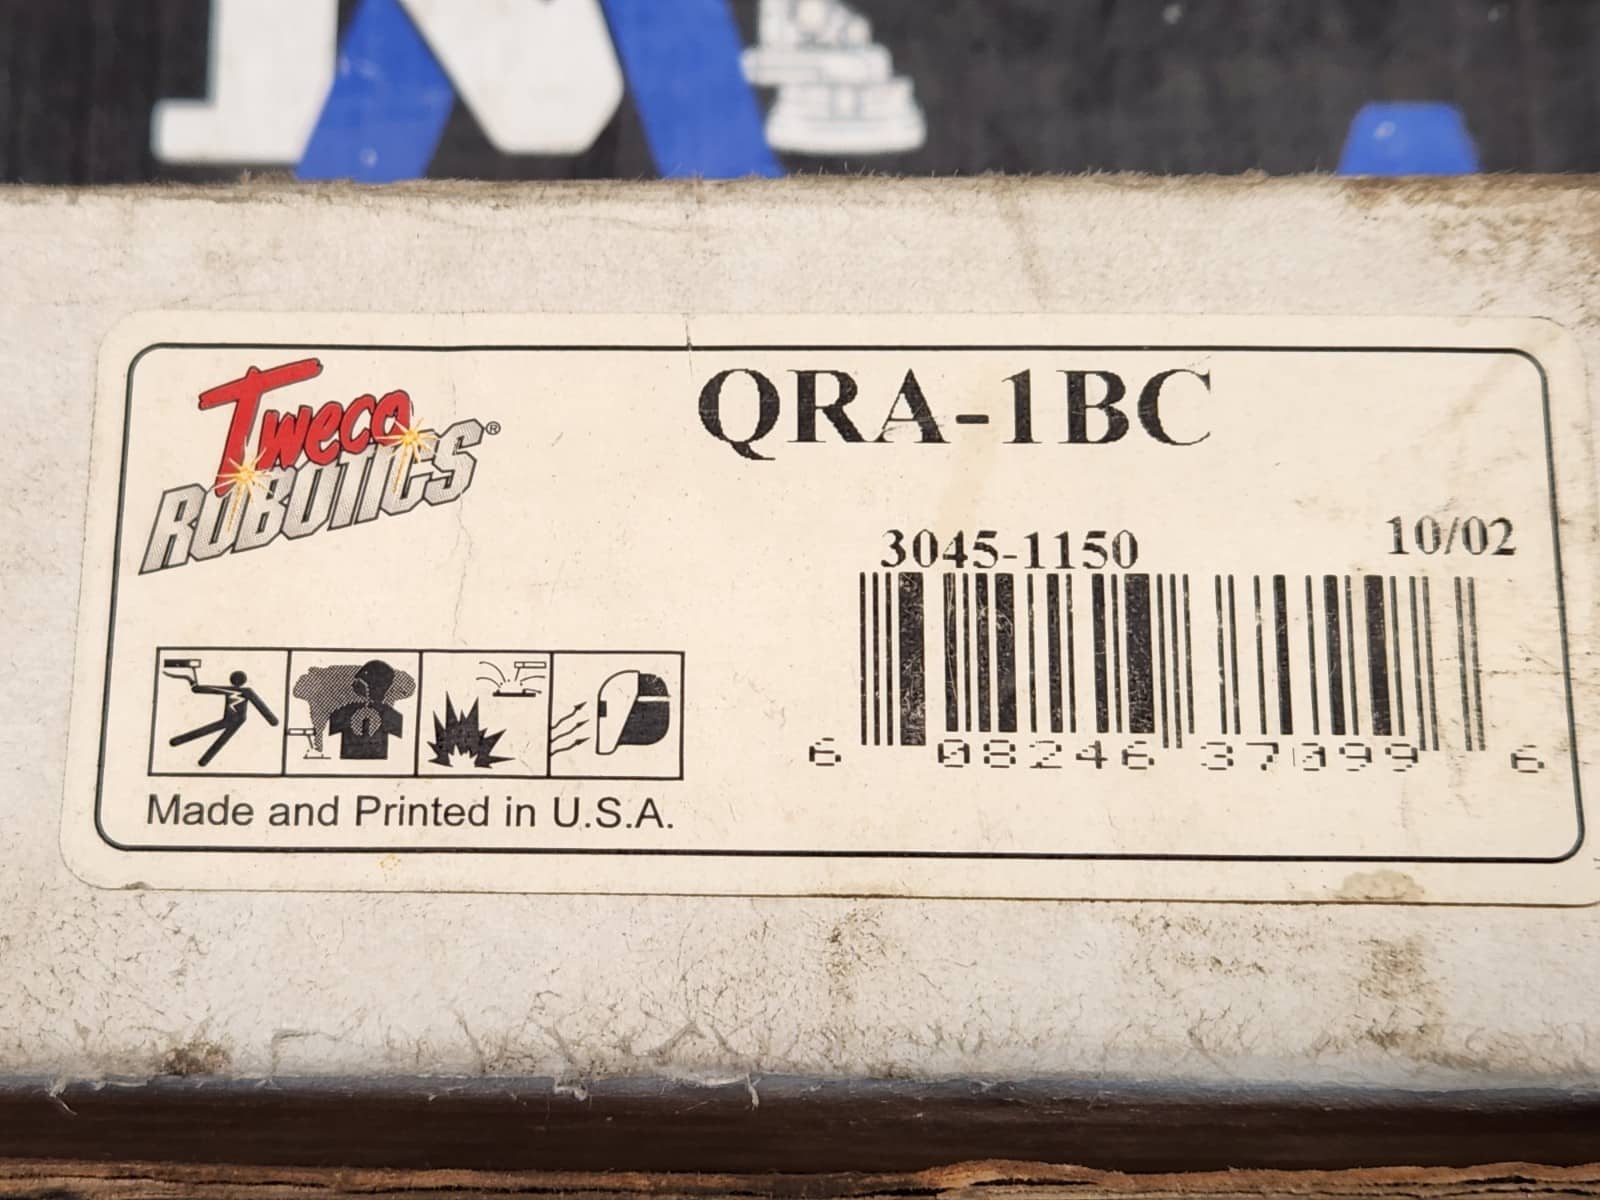 Tweco
ROBOTICS®
QRA-1BC
3045-1150
10/02
6 08246 37099 6
Made and Printed in U.S.A.